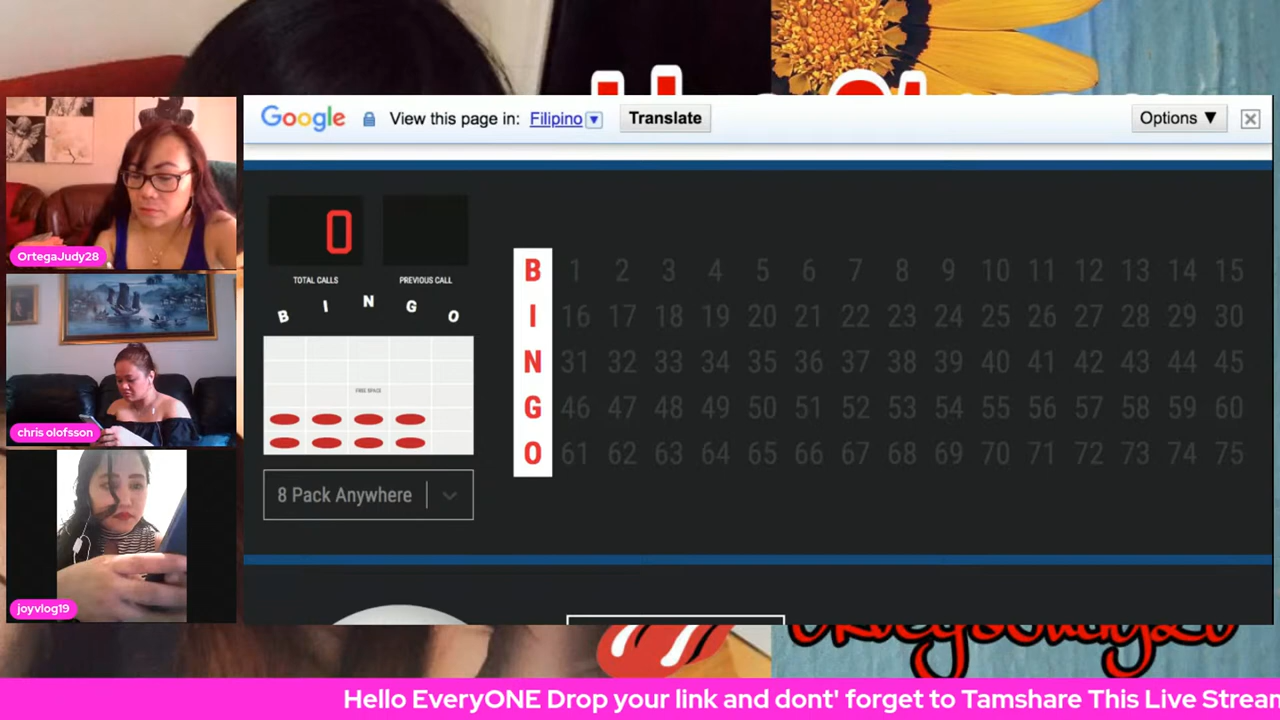 Google View this page in: Filipino Translate Options ▼
OrtegaJudy28
0
TOTAL CALLS PREVIOUS CALL
B I N G O
FREE SPACE
8 Pack Anywhere
B 1 2 3 4 5 6 7 8 9 10 11 12 13 14 15
I 16 17 18 19 20 21 22 23 24 25 26 27 28 29 30
N 31 32 33 34 35 36 37 38 39 40 41 42 43 44 45
G 46 47 48 49 50 51 52 53 54 55 56 57 58 59 60
O 61 62 63 64 65 66 67 68 69 70 71 72 73 74 75
chris olofsson
joyvlog19
Hello EveryONE Drop your link and dont' forget to Tamshare This Live Strea